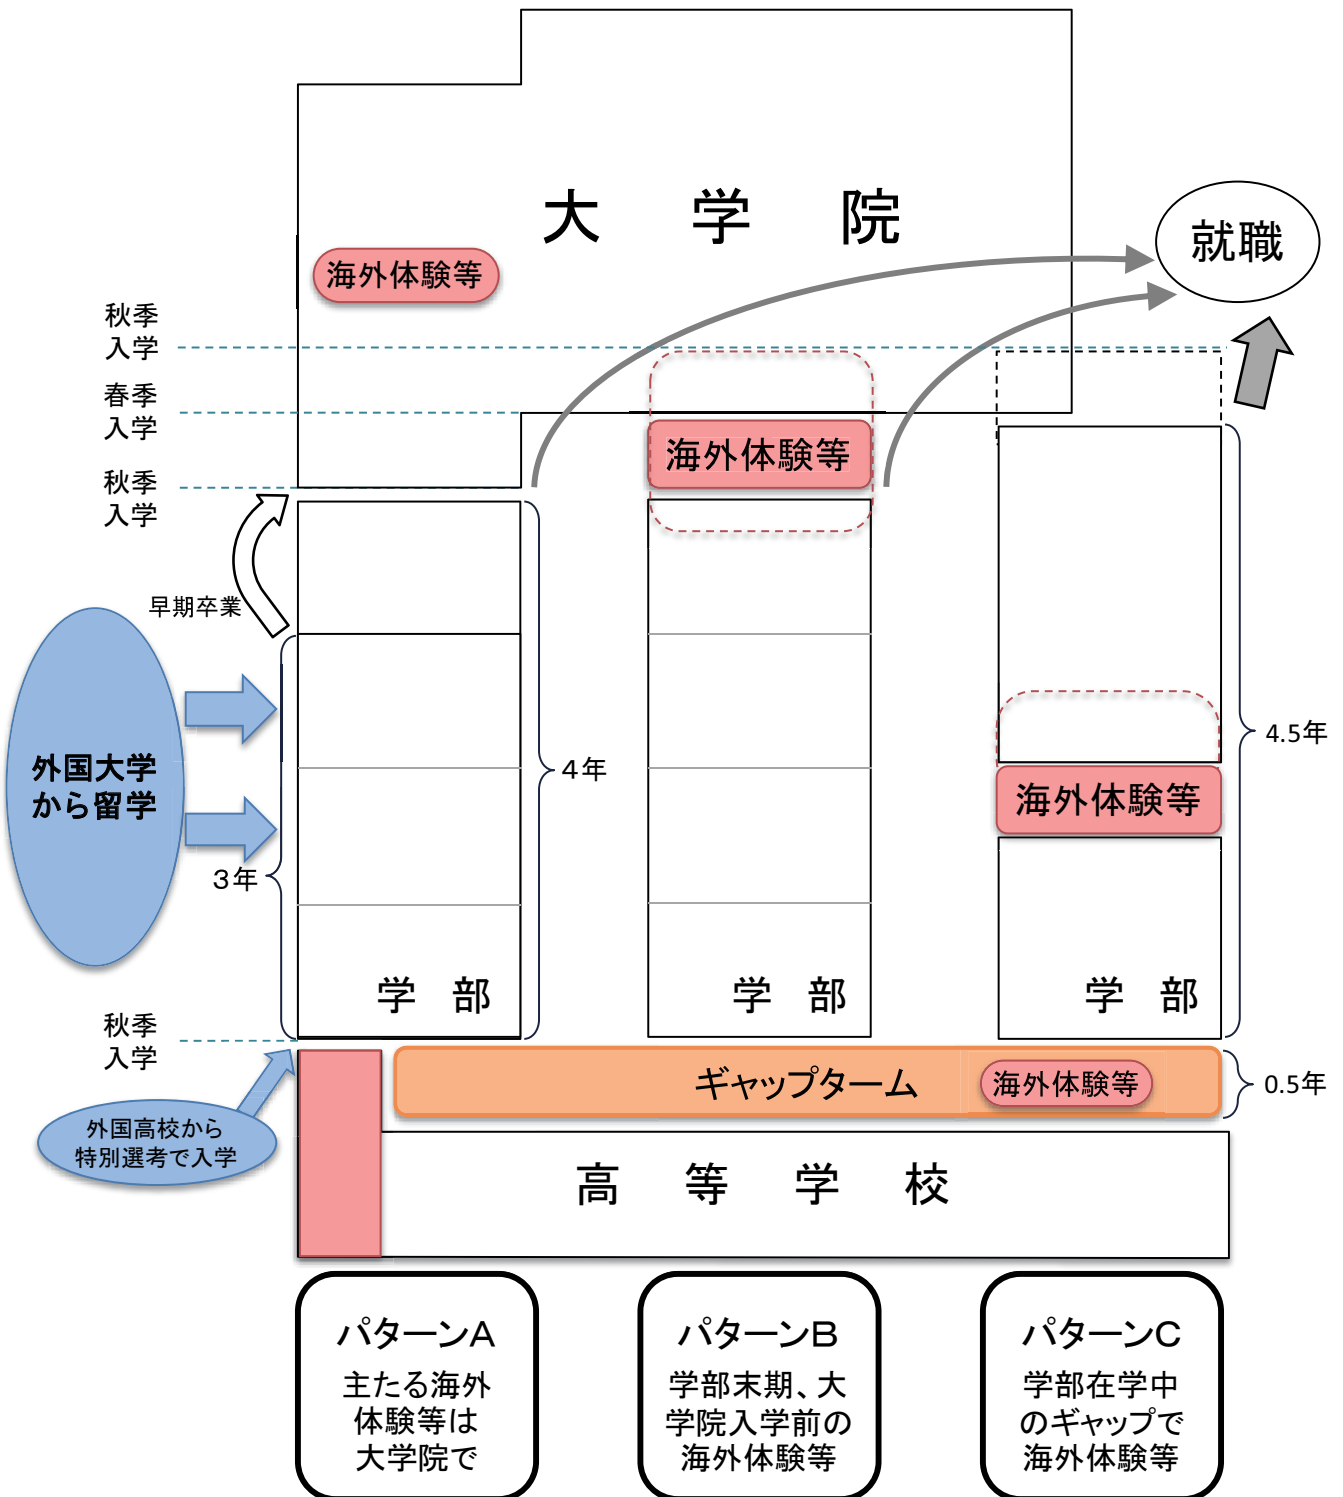 大学院
就職
海外体験等
秋季
入学
春季
入学
海外体験等
秋季
入学
早期卒業
外国大学
から留学
4年
3年
4.5年
海外体験等
学部
学部
学部
秋季
入学
ギャップターム
海外体験等
0.5年
外国高校から
特別選考で入学
高等学校
パターンA
主たる海外
体験等は
大学院で
パターンB
学部末期、大
学院入学前の
海外体験等
パターンC
学部在学中
のギャップで
海外体験等